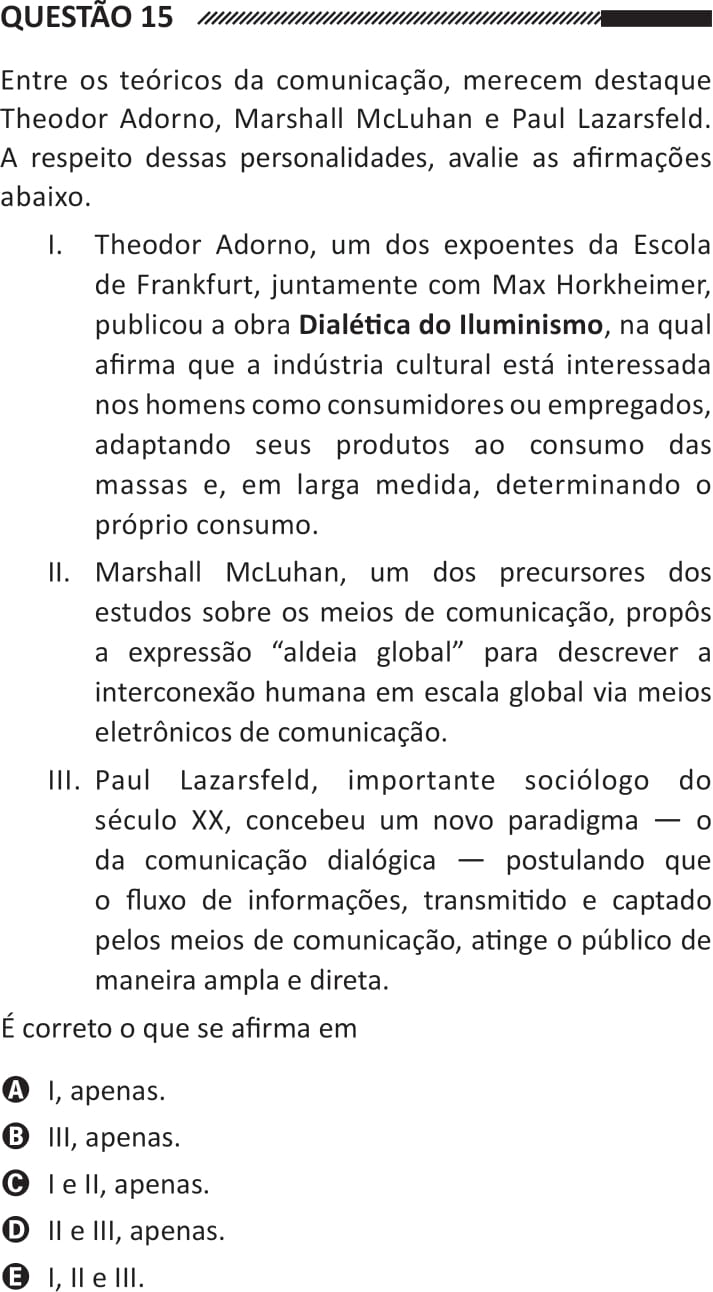 QUESTÃO 15
Entre os teóricos da comunicação, merecem destaque
Theodor Adorno, Marshall McLuhan e Paul Lazarsfeld.
A respeito dessas personalidades, avalie as afirmações
abaixo.
I. Theodor Adorno, um dos expoentes da Escola
de Frankfurt, juntamente com Max Horkheimer,
publicou a obra Dialética do Iluminismo, na qual
afirma que a indústria cultural está interessada
nos homens como consumidores ou empregados,
adaptando seus produtos ao consumo das
massas e, em larga medida, determinando o
próprio consumo.
II. Marshall McLuhan, um dos precursores dos
estudos sobre os meios de comunicação, propôs
a expressão “aldeia global” para descrever a
interconexão humana em escala global via meios
eletrônicos de comunicação.
III. Paul Lazarsfeld, importante sociólogo do
século XX, concebeu um novo paradigma — o
da comunicação dialógica — postulando que
o fluxo de informações, transmitido e captado
pelos meios de comunicação, atinge o público de
maneira ampla e direta.
É correto o que se afirma em
A I, apenas.
B III, apenas.
C I e II, apenas.
D II e III, apenas.
E I, II e III.